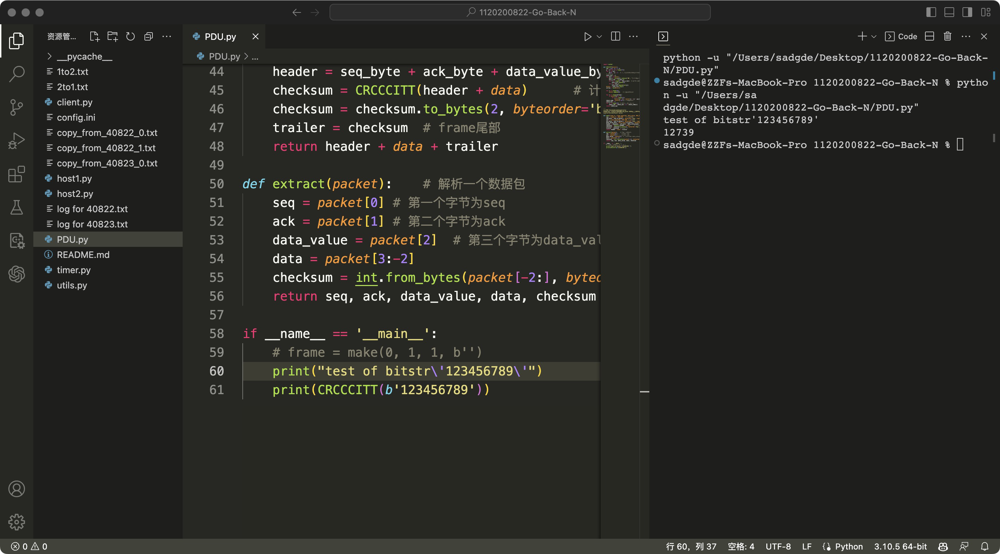 1120200822-Go-Back-N
资源管...
__pycache__
1to2.txt
2to1.txt
client.py
config.ini
copy_from_40822_0.txt
copy_from_40822_1.txt
copy_from_40823_0.txt
host1.py
host2.py
log for 40822.txt
log for 40823.txt
PDU.py
README.md
timer.py
utils.py
PDU.py
PDU.py > ...
44 header = seq_byte + ack_byte + data_value_by
45 checksum = CRCCCITT(header + data) # 计
46 checksum = checksum.to_bytes(2, byteorder='b
47 trailer = checksum # frame尾部
48 return header + data + trailer
49
50 def extract(packet): # 解析一个数据包
51 seq = packet[0] # 第一个字节为seq
52 ack = packet[1] # 第二个字节为ack
53 data_value = packet[2] # 第三个字节为data_val
54 data = packet[3:-2]
55 checksum = int.from_bytes(packet[-2:], byteo
56 return seq, ack, data_value, data, checksum
57
58 if __name__ == '__main__':
59 # frame = make(0, 1, 1, b'')
60 print("test of bitstr\'123456789\'")
61 print(CRCCCITT(b'123456789'))
Code
python -u "/Users/sadgde/Desktop/1120200822-Go-Back-
N/PDU.py"
sadgde@ZZFs-MacBook-Pro 1120200822-Go-Back-N % pytho
n -u "/Users/sa
dgde/Desktop/1120200822-Go-Back-N/PDU.py"
test of bitstr'123456789'
12739
sadgde@ZZFs-MacBook-Pro 1120200822-Go-Back-N %
0 0
行 60，列 37 空格: 4 UTF-8 LF Python 3.10.5 64-bit